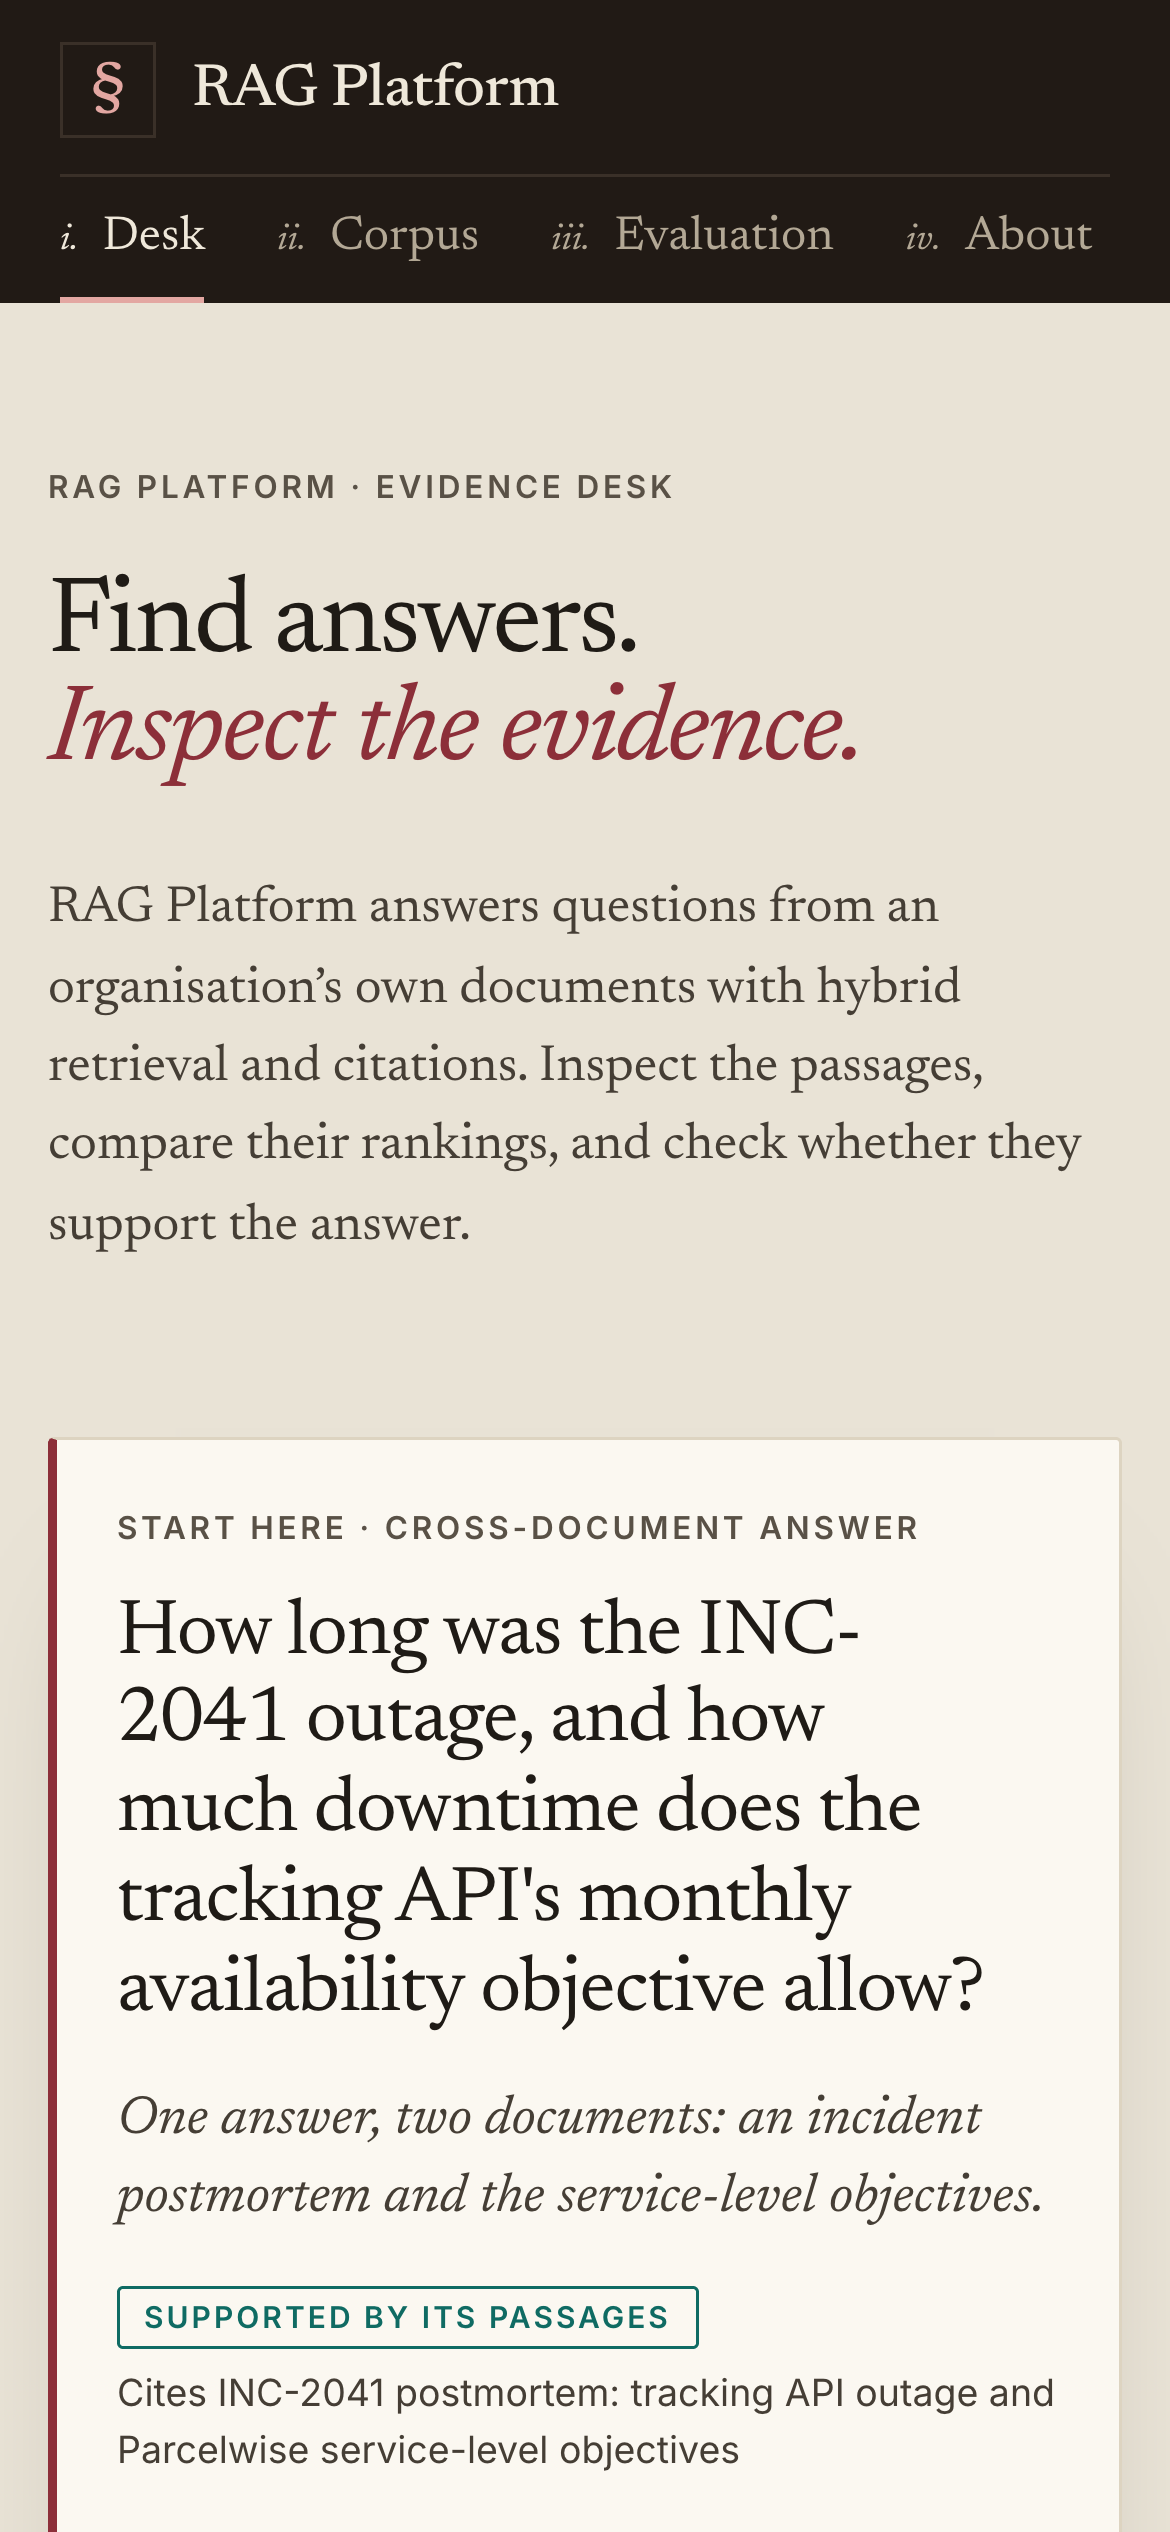 § RAG Platform
i. Desk ii. Corpus iii. Evaluation iv. About
RAG PLATFORM · EVIDENCE DESK
Find answers.
Inspect the evidence.
RAG Platform answers questions from an
organisation’s own documents with hybrid
retrieval and citations. Inspect the passages,
compare their rankings, and check whether they
support the answer.
START HERE · CROSS-DOCUMENT ANSWER
How long was the INC-
2041 outage, and how
much downtime does the
tracking API's monthly
availability objective allow?
One answer, two documents: an incident
postmortem and the service-level objectives.
SUPPORTED BY ITS PASSAGES
Cites INC-2041 postmortem: tracking API outage and
Parcelwise service-level objectives